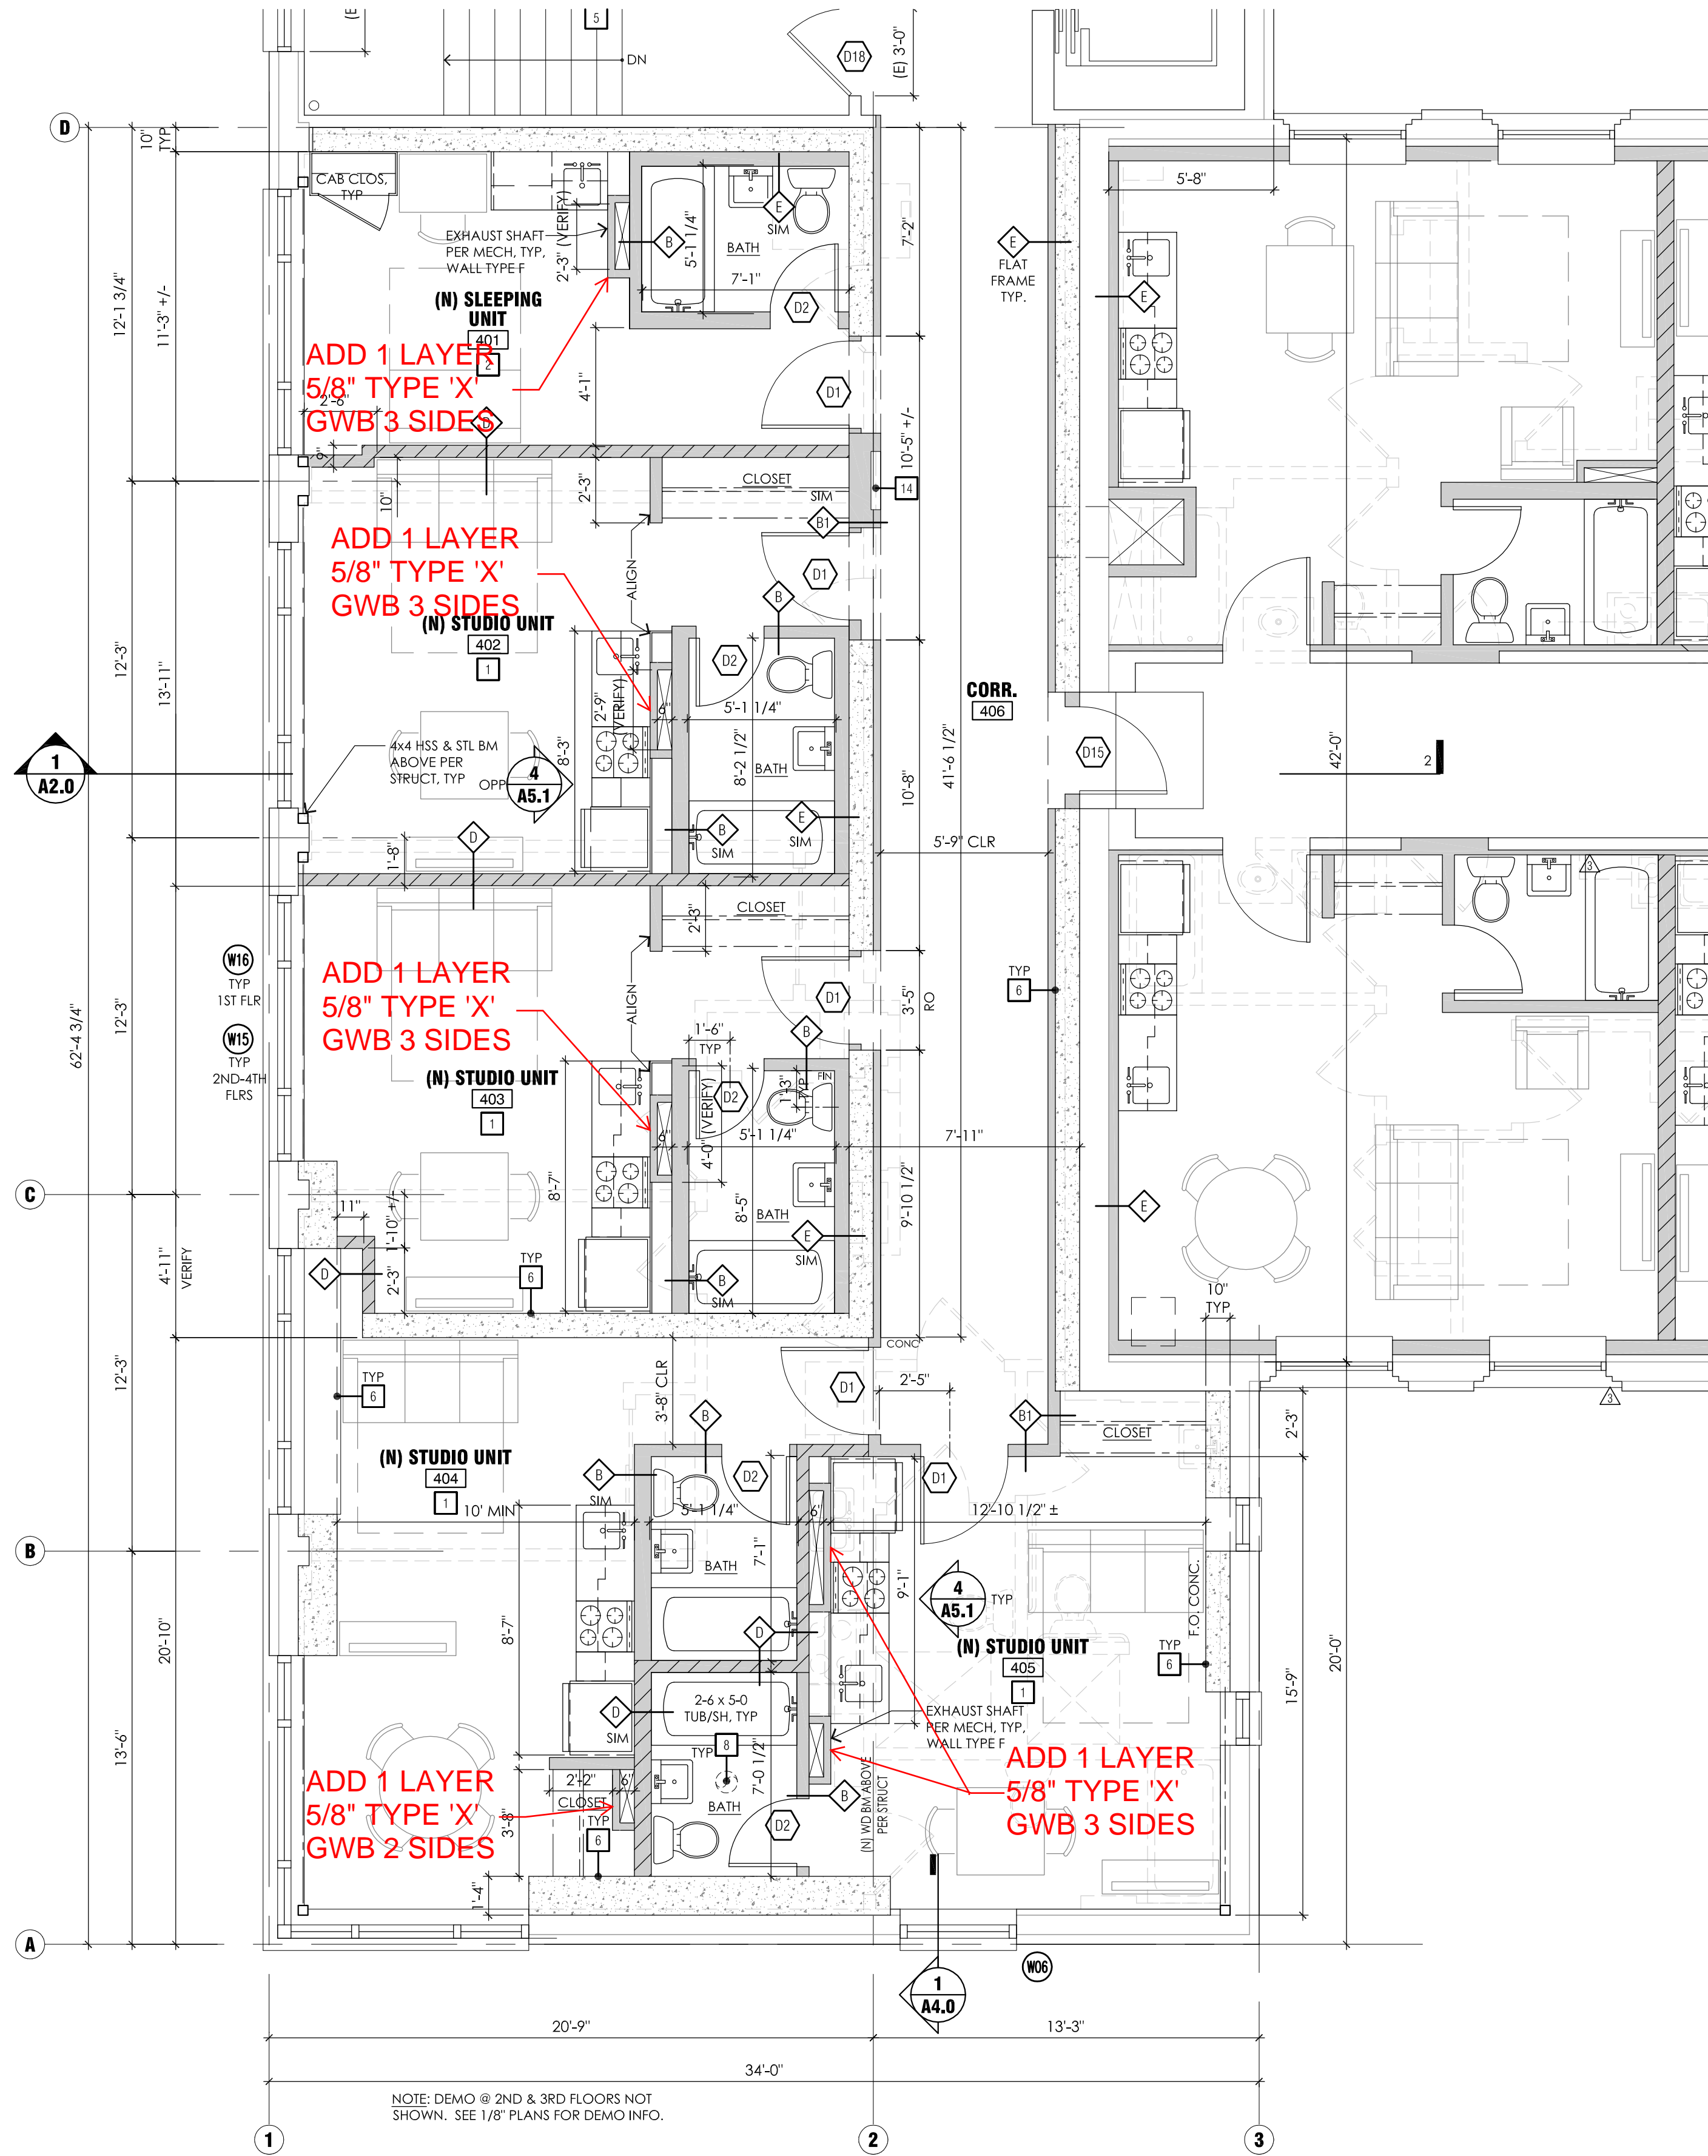 5
DN
D18
(E) 3'-0"
D
10"
TYP
CAB CLOS,
TYP
EXHAUST SHAFT
PER MECH, TYP,
WALL TYPE F
2'-3" (VERIFY)
B
5'-1 1/4"
E
SIM
BATH
7'-1"
D2
7'-2"
E
FLAT
FRAME
TYP.
E
5'-8"
12'-1 3/4"
11'-3" +/-
(N) SLEEPING
UNIT
401
2
ADD 1 LAYER
5/8" TYPE 'X'
GWB 3 SIDES
2'-6"
D
4'-1"
D1
9"
10"
2'-3"
CLOSET
SIM
B1
14
10'-5" +/-
ADD 1 LAYER
5/8" TYPE 'X'
GWB 3 SIDES
ALIGN
D1
B
(N) STUDIO UNIT
402
1
12'-3"
13'-11"
D2
2'-9"
(VERIFY)
6"
5'-1 1/4"
8'-3"
8'-2 1/2"
BATH
CORR.
406
D15
42'-0"
2
41'-6 1/2"
10'-8"
1
A2.0
4x4 HSS & STL BM
ABOVE PER
STRUCT, TYP
OPP
4
A5.1
B
SIM
E
SIM
5'-9" CLR
D
1'-8"
3
2'-3"
CLOSET
W16
TYP
1ST FLR
W15
TYP
2ND-4TH
FLRS
62'-4 3/4"
12'-3"
ADD 1 LAYER
5/8" TYPE 'X'
GWB 3 SIDES
ALIGN
D1
TYP
6
3'-5"
RO
1'-6"
TYP
B
FIN
1'-3"
TYP
D2
(N) STUDIO UNIT
403
1
4'-0" (VERIFY)
6"
5'-1 1/4"
7'-11"
C
11"
1'-10" +/-
8'-7"
8'-5"
BATH
9'-10 1/2"
E
SIM
E
4'-11"
VERIFY
D
2'-3"
TYP
6
B
SIM
10"
TYP
CONC
12'-3"
TYP
6
3'-8" CLR
D1
2'-5"
3
B
B1
CLOSET
2'-3"
(N) STUDIO UNIT
404
1
10' MIN
B
SIM
D2
D1
5'-1 1/4"
6"
12'-10 1/2" ±
B
BATH
7'-1"
9'-1"
4
A5.1
TYP
F.O. CONC.
(N) STUDIO UNIT
405
1
TYP
6
20'-10"
8'-7"
D
D
SIM
2-6 x 5-0
TUB/SH, TYP
TYP
8
7'-0 1/2"
EXHAUST SHAFT
PER MECH, TYP,
WALL TYPE F
15'-9"
20'-0"
13'-6"
ADD 1 LAYER
5/8" TYPE 'X'
GWB 2 SIDES
2'-2"
6"
CLOSET
TYP
6
3'-8"
BATH
B
D2
(N) WD BM ABOVE
PER STRUCT
ADD 1 LAYER
5/8" TYPE 'X'
GWB 3 SIDES
1'-4"
A
W06
1
A4.0
20'-9"
13'-3"
34'-0"
NOTE: DEMO @ 2ND & 3RD FLOORS NOT
SHOWN. SEE 1/8" PLANS FOR DEMO INFO.
1
2
3